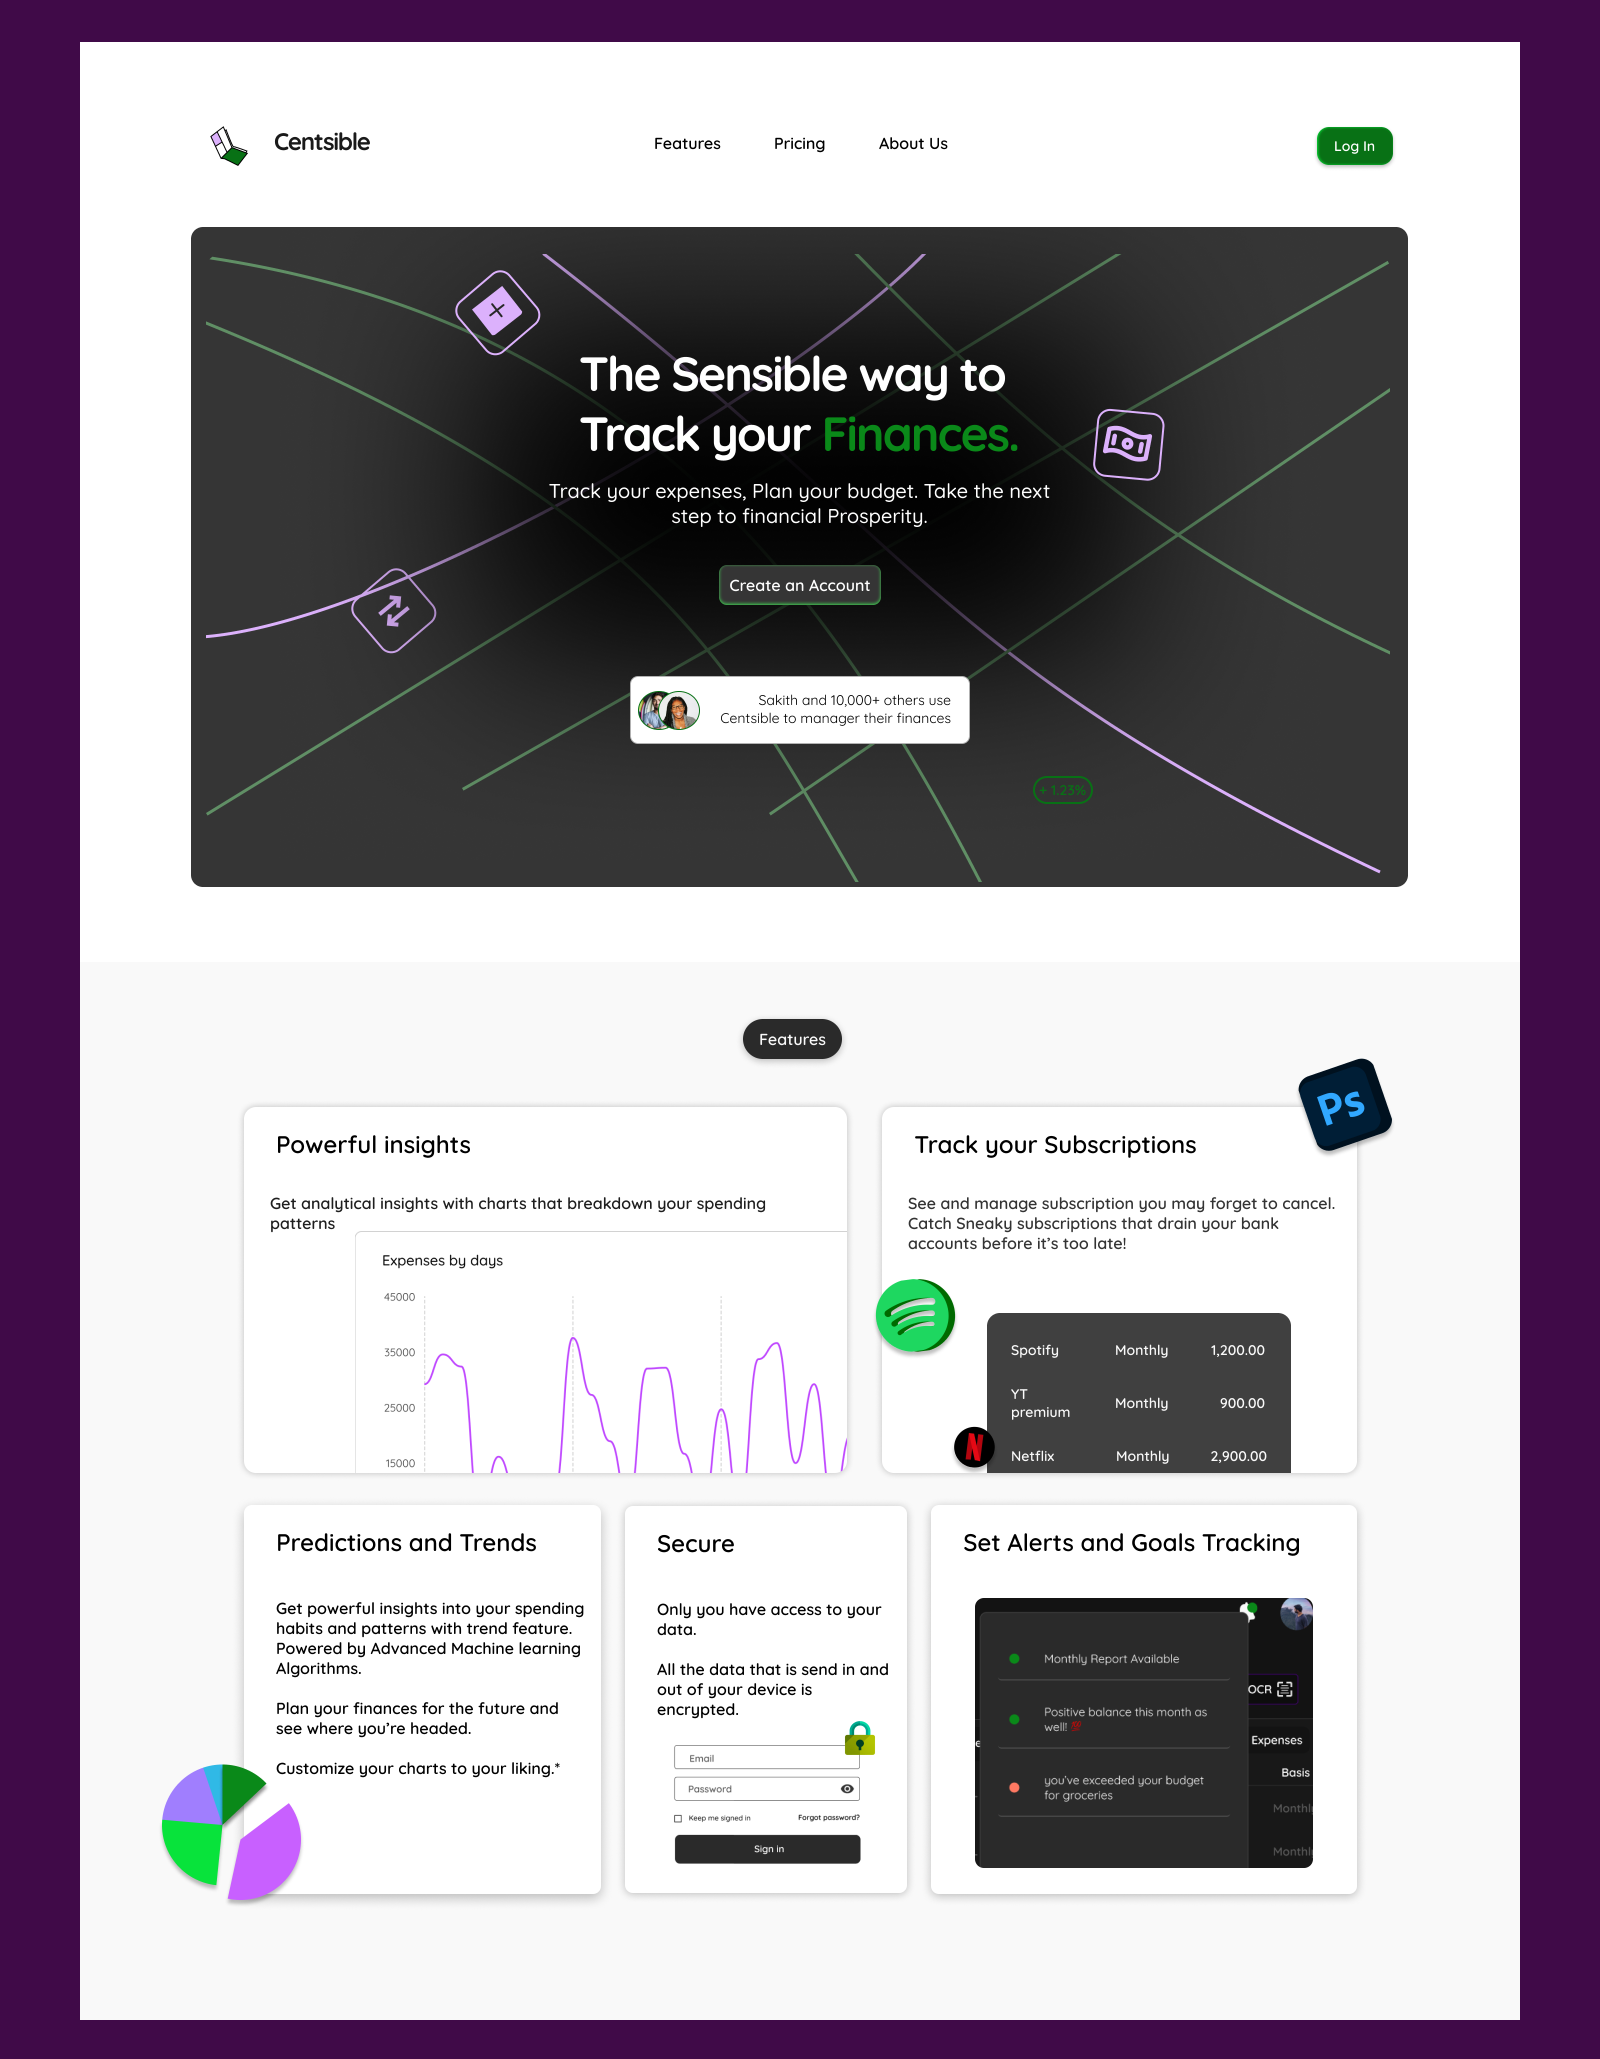 Centsible
Features
Pricing
About Us
Log In
The Sensible way to
Track your Finances.
Track your expenses, Plan your budget. Take the next
step to financial Prosperity.
Create an Account
Sakith and 10,000+ others use
Centsible to manager their finances
+ 1.23%
Features
Powerful insights
Get analytical insights with charts that breakdown your spending
patterns
Expenses by days
45000
35000
25000
15000
Ps
Track your Subscriptions
See and manage subscription you may forget to cancel.
Catch Sneaky subscriptions that drain your bank
accounts before it’s too late!
Spotify Monthly 1,200.00
YT
premium Monthly 900.00
N
Netflix Monthly 2,900.00
Predictions and Trends
Get powerful insights into your spending
habits and patterns with trend feature.
Powered by Advanced Machine learning
Algorithms.
Plan your finances for the future and
see where you’re headed.
Customize your charts to your liking.*
Secure
Only you have access to your
data.
All the data that is send in and
out of your device is
encrypted.
Email
Password
Keep me signed in Forgot password?
Sign in
Set Alerts and Goals Tracking
Monthly Report Available
OCR
Positive balance this month as
well! 💯
Expenses
Basis
you’ve exceeded your budget
for groceries
Monthl
Monthl